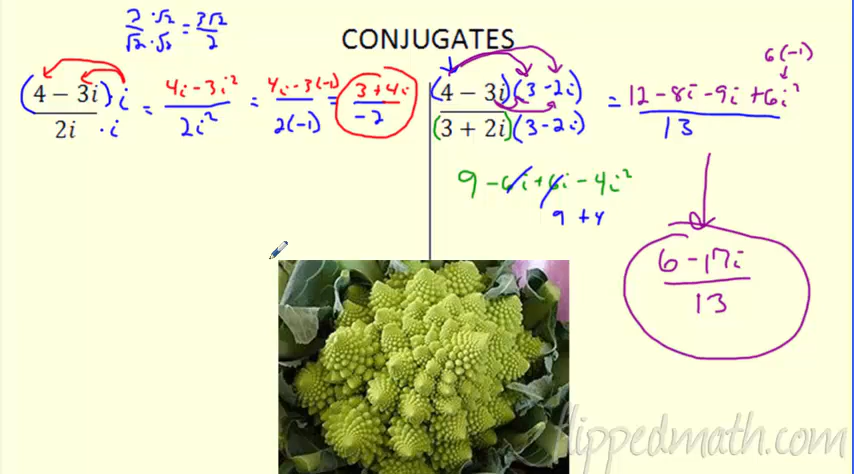 3 · √2 / √2 · √2 = 3√2 / 2
CONJUGATES
(4 − 3i) · i / 2i · i = 4i − 3i² / 2i² = 4i − 3(−1) / 2(−1) = 3 + 4i / −2
(4 − 3i)(3 − 2i) / (3 + 2i)(3 − 2i) = 12 − 8i − 9i + 6i² / 13
6(−1)
9 − 6i + 6i − 4i²
9 + 4
6 − 17i / 13
flippedmath.com